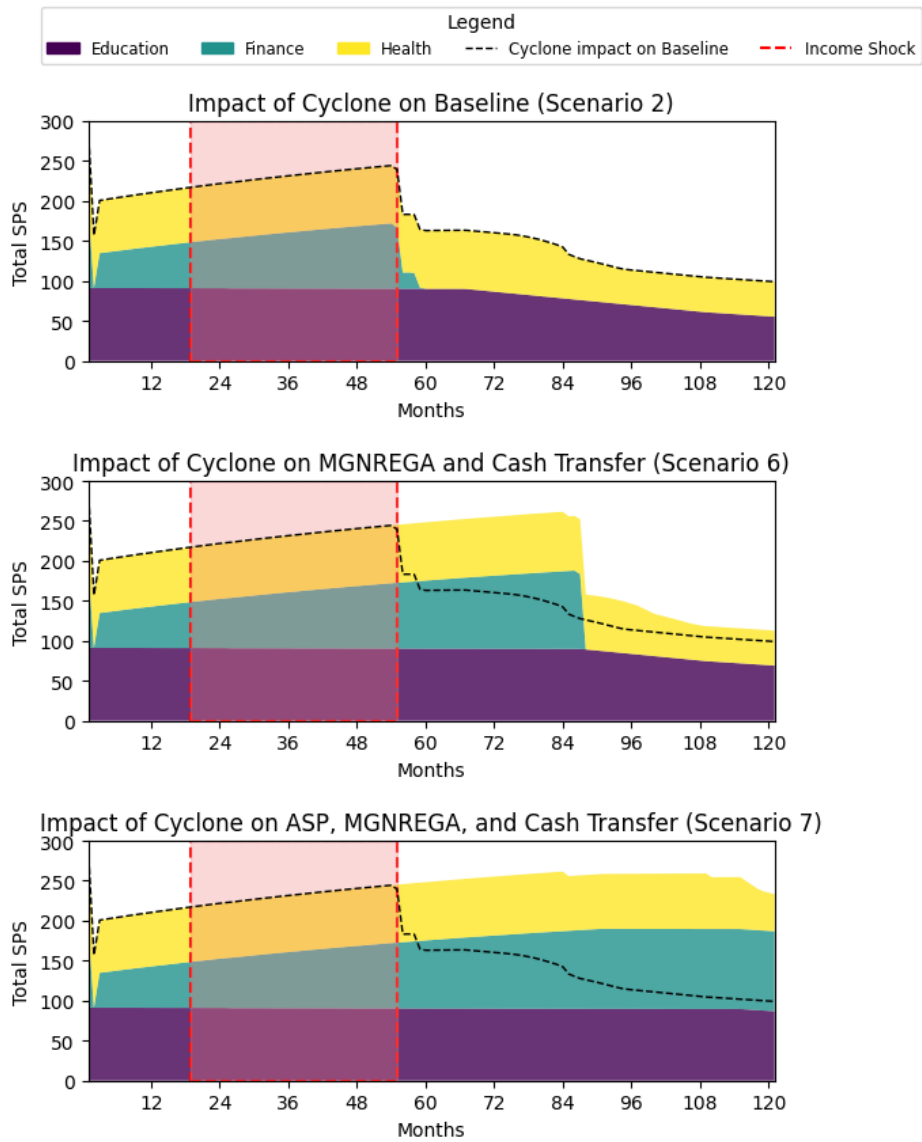 Legend
Education Finance Health Cyclone impact on Baseline Income Shock
Impact of Cyclone on Baseline (Scenario 2)
300
250
200
150
100
50
0
Total SPS
12 24 36 48 60 72 84 96 108 120
Months
Impact of Cyclone on MGNREGA and Cash Transfer (Scenario 6)
300
250
200
150
100
50
0
Total SPS
12 24 36 48 60 72 84 96 108 120
Months
Impact of Cyclone on ASP, MGNREGA, and Cash Transfer (Scenario 7)
300
250
200
150
100
50
0
Total SPS
12 24 36 48 60 72 84 96 108 120
Months